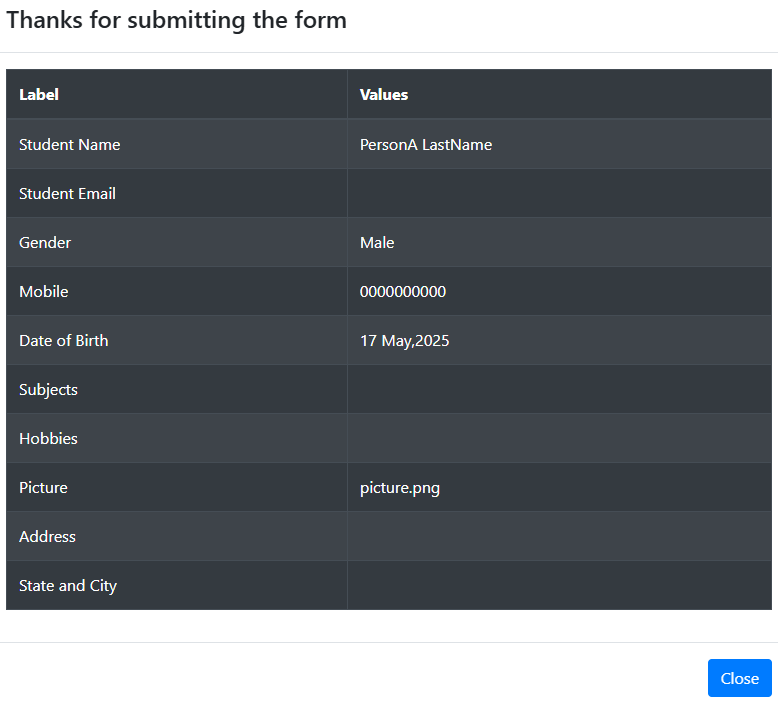 Thanks for submitting the form
Label Values
Student Name PersonA LastName
Student Email
Gender Male
Mobile 0000000000
Date of Birth 17 May,2025
Subjects
Hobbies
Picture picture.png
Address
State and City
Close